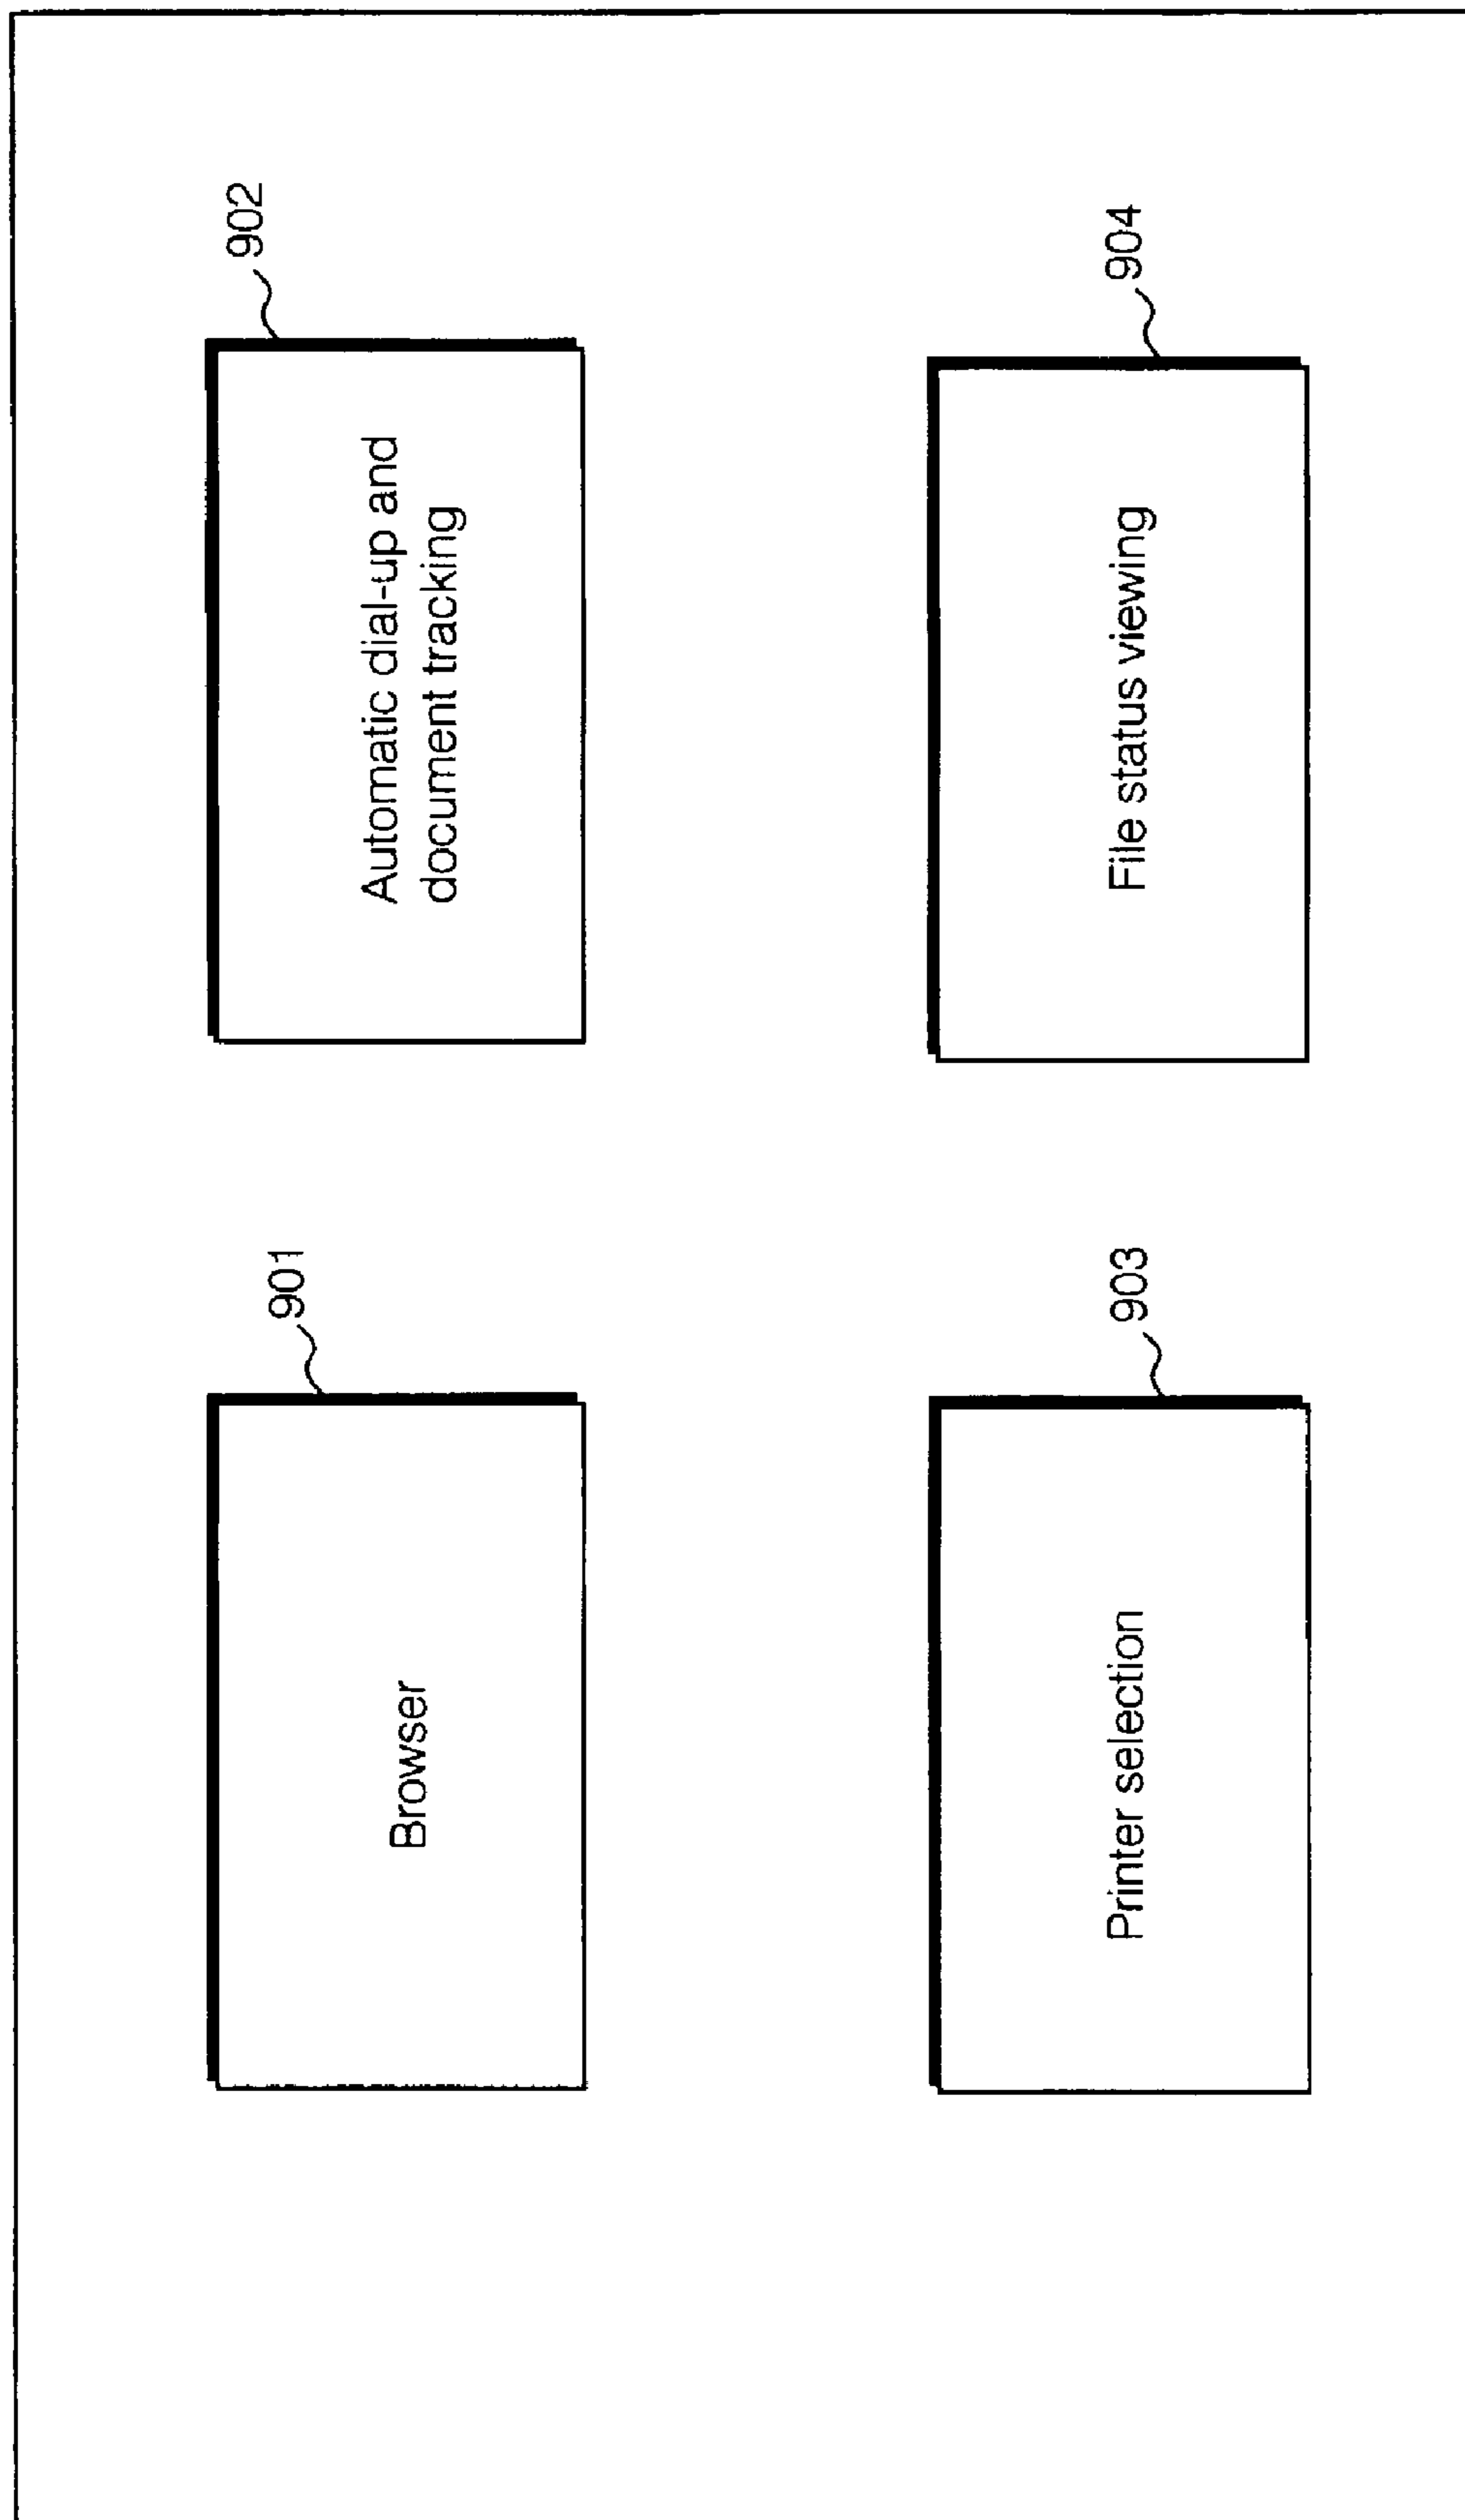 901
Browser
902
Automatic dial-up and
document tracking
903
Printer selection
904
File status viewing